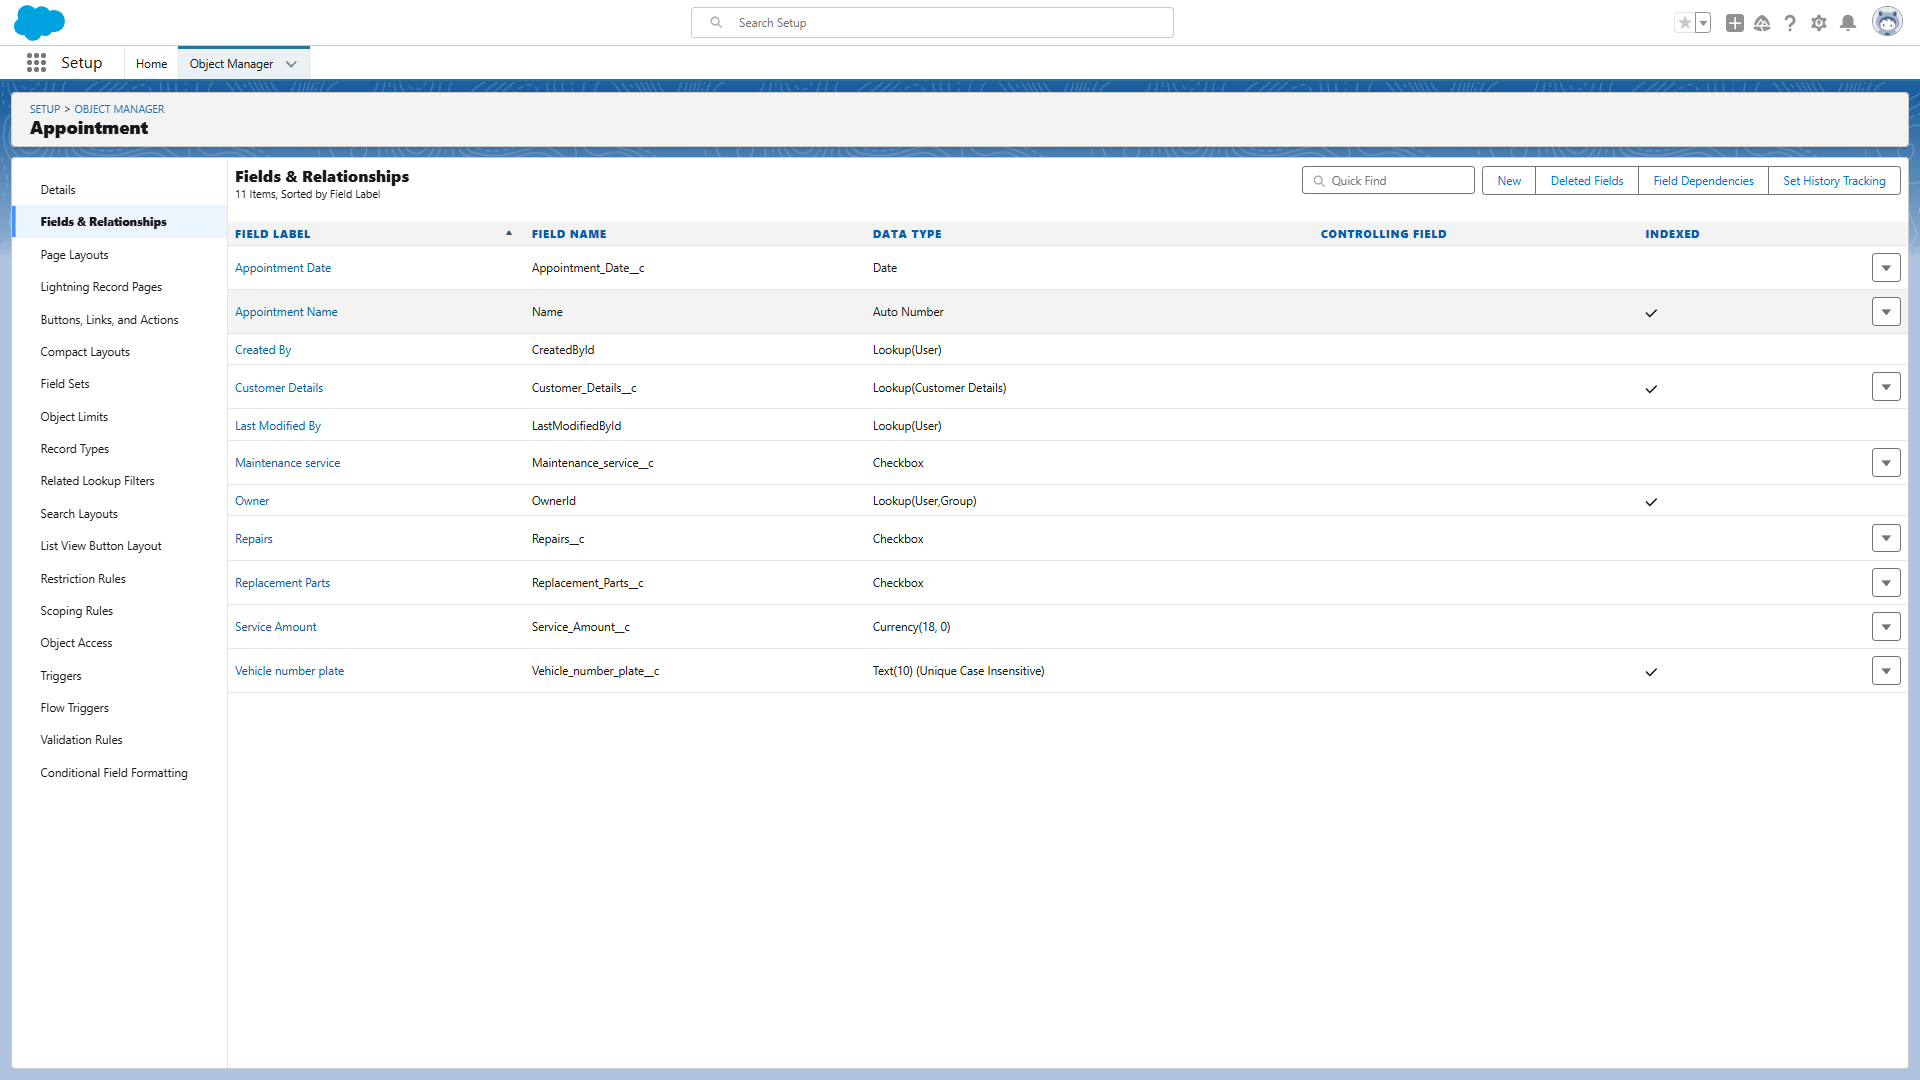 Search Setup
Setup
Home
Object Manager
SETUP > OBJECT MANAGER
Appointment
Details
Fields & Relationships
Page Layouts
Lightning Record Pages
Buttons, Links, and Actions
Compact Layouts
Field Sets
Object Limits
Record Types
Related Lookup Filters
Search Layouts
List View Button Layout
Restriction Rules
Scoping Rules
Object Access
Triggers
Flow Triggers
Validation Rules
Conditional Field Formatting
Fields & Relationships
11 Items, Sorted by Field Label
Quick Find
New
Deleted Fields
Field Dependencies
Set History Tracking
FIELD LABEL FIELD NAME DATA TYPE CONTROLLING FIELD INDEXED
Appointment Date Appointment_Date__c Date
Appointment Name Name Auto Number
Created By CreatedById Lookup(User)
Customer Details Customer_Details__c Lookup(Customer Details)
Last Modified By LastModifiedById Lookup(User)
Maintenance service Maintenance_service__c Checkbox
Owner OwnerId Lookup(User,Group)
Repairs Repairs__c Checkbox
Replacement Parts Replacement_Parts__c Checkbox
Service Amount Service_Amount__c Currency(18, 0)
Vehicle number plate Vehicle_number_plate__c Text(10) (Unique Case Insensitive)